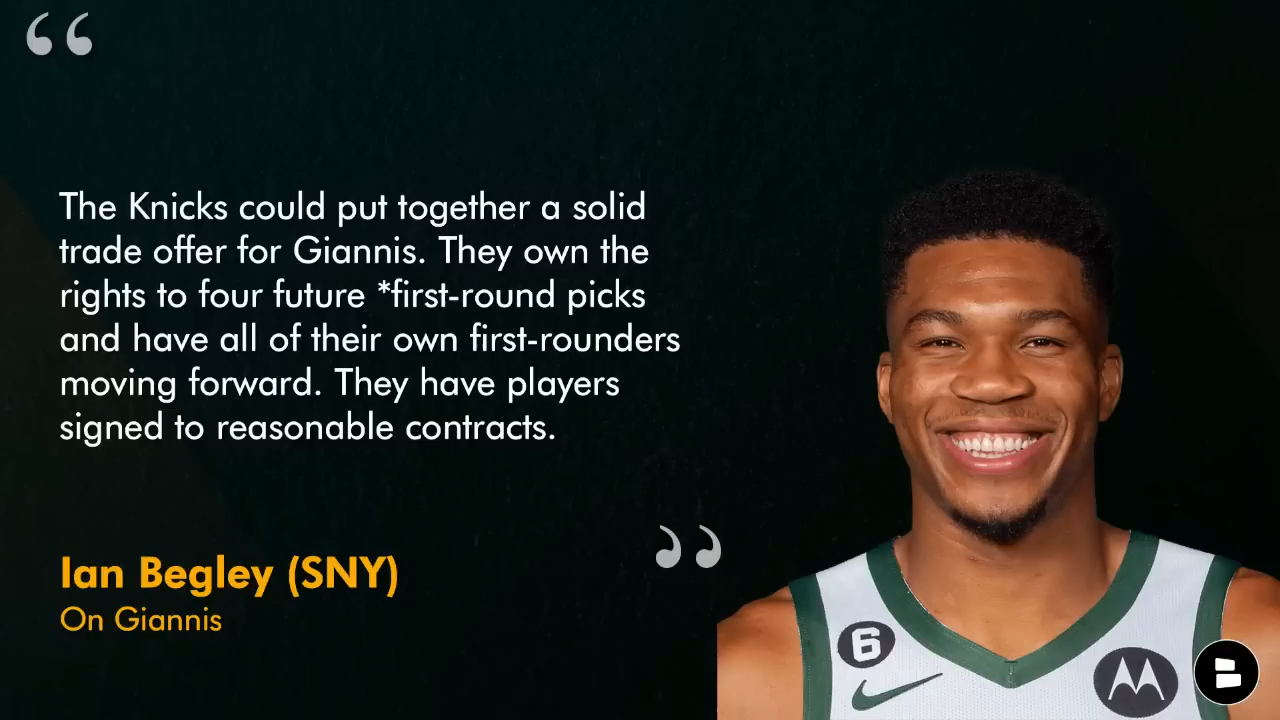 “
The Knicks could put together a solid
trade offer for Giannis. They own the
rights to four future *first-round picks
and have all of their own first-rounders
moving forward. They have players
signed to reasonable contracts.
”
Ian Begley (SNY)
On Giannis
6